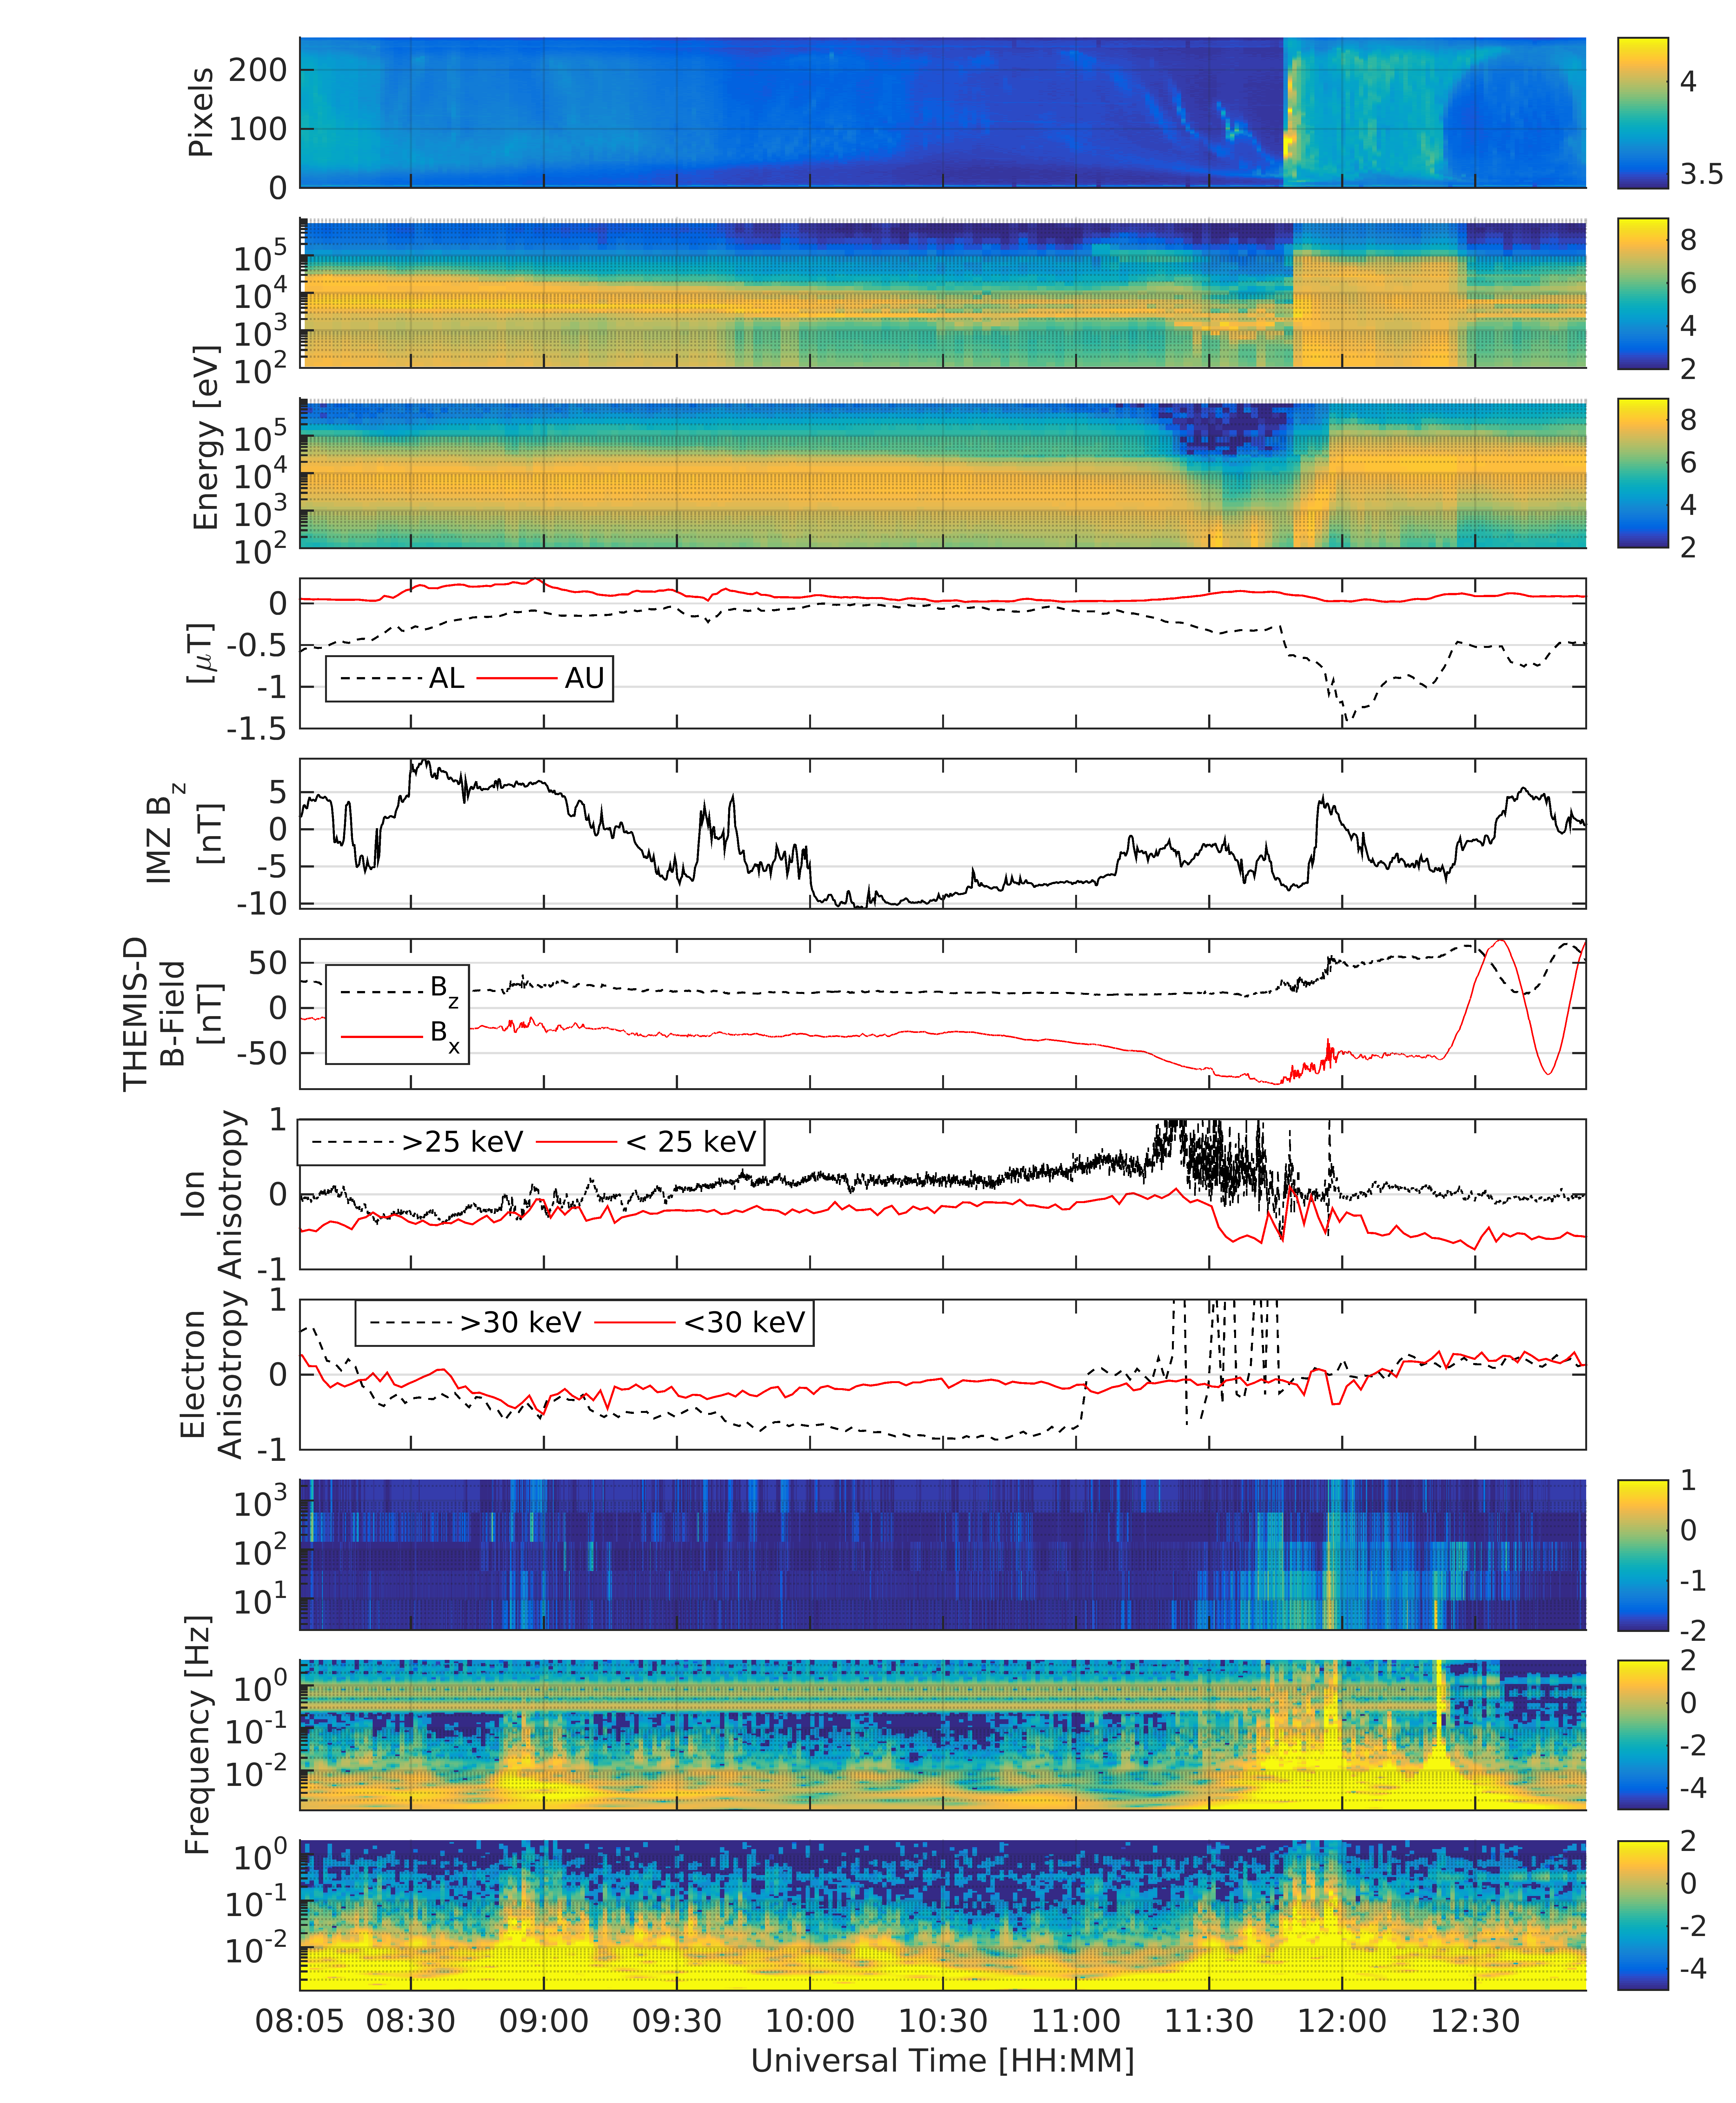 Pixels
200
100
0
4
3.5
Energy [eV]
10^5
10^4
10^3
10^2
8
6
4
2
10^5
10^4
10^3
10^2
8
6
4
2
[μT]
0
-0.5
-1
-1.5
AL AU
IMZ B_z
[nT]
5
0
-5
-10
THEMIS-D
B-Field
[nT]
50
0
-50
B_z
B_x
Ion
Anisotropy
1
0
-1
>25 keV < 25 keV
Electron
Anisotropy
1
0
-1
>30 keV <30 keV
Frequency [Hz]
10^3
10^2
10^1
1
0
-1
-2
10^0
10^-1
10^-2
2
0
-2
-4
10^0
10^-1
10^-2
2
0
-2
-4
08:05 08:30 09:00 09:30 10:00 10:30 11:00 11:30 12:00 12:30
Universal Time [HH:MM]